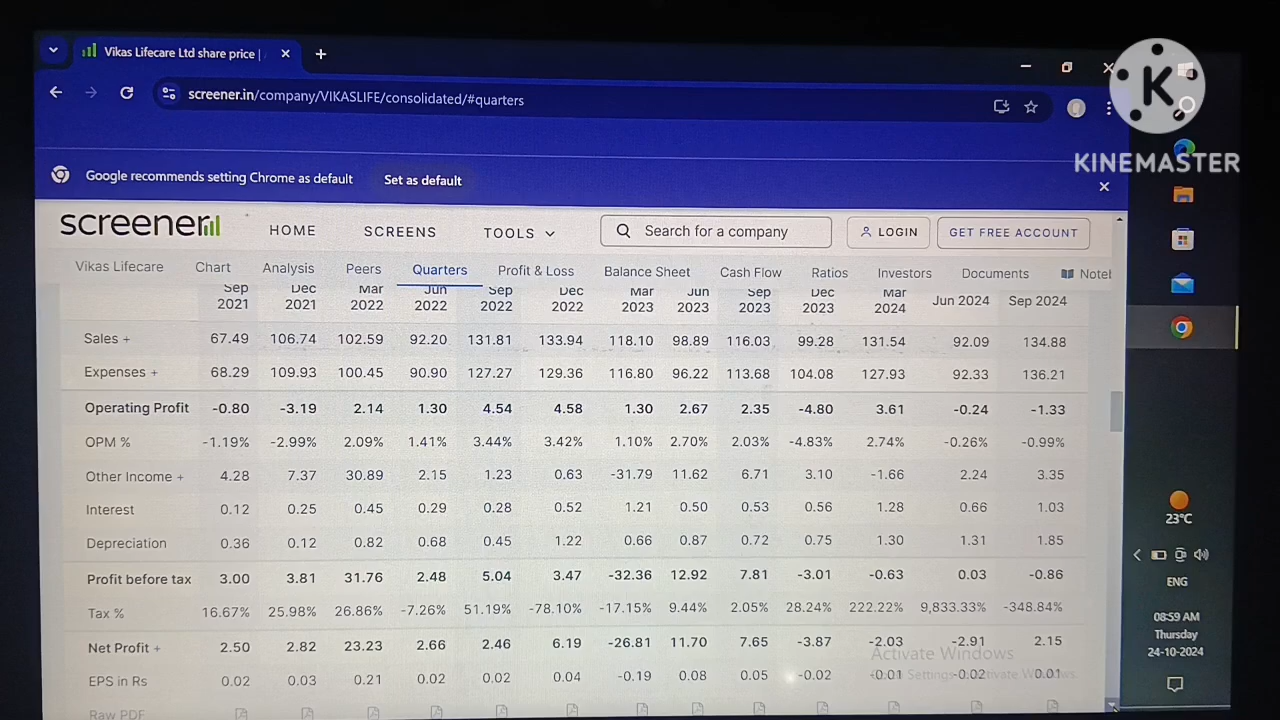 Vikas Lifecare Ltd share price |
screener.in/company/VIKASLIFE/consolidated/#quarters
K
KINEMASTER
Google recommends setting Chrome as default Set as default
screener HOME SCREENS TOOLS Search for a company LOGIN GET FREE ACCOUNT
Vikas Lifecare Chart Analysis Peers Quarters Profit & Loss Balance Sheet Cash Flow Ratios Investors Documents Noteb
Sep 2021 Dec 2021 Mar 2022 Jun 2022 Sep 2022 Dec 2022 Mar 2023 Jun 2023 Sep 2023 Dec 2023 Mar 2024 Jun 2024 Sep 2024
Sales + 67.49 106.74 102.59 92.20 131.81 133.94 118.10 98.89 116.03 99.28 131.54 92.09 134.88
Expenses + 68.29 109.93 100.45 90.90 127.27 129.36 116.80 96.22 113.68 104.08 127.93 92.33 136.21
Operating Profit -0.80 -3.19 2.14 1.30 4.54 4.58 1.30 2.67 2.35 -4.80 3.61 -0.24 -1.33
OPM % -1.19% -2.99% 2.09% 1.41% 3.44% 3.42% 1.10% 2.70% 2.03% -4.83% 2.74% -0.26% -0.99%
Other Income + 4.28 7.37 30.89 2.15 1.23 0.63 -31.79 11.62 6.71 3.10 -1.66 2.24 3.35
Interest 0.12 0.25 0.45 0.29 0.28 0.52 1.21 0.50 0.53 0.56 1.28 0.66 1.03
Depreciation 0.36 0.12 0.82 0.68 0.45 1.22 0.66 0.87 0.72 0.75 1.30 1.31 1.85
Profit before tax 3.00 3.81 31.76 2.48 5.04 3.47 -32.36 12.92 7.81 -3.01 -0.63 0.03 -0.86
Tax % 16.67% 25.98% 26.86% -7.26% 51.19% -78.10% -17.15% 9.44% 2.05% 28.24% 222.22% 9,833.33% -348.84%
Net Profit + 2.50 2.82 23.23 2.66 2.46 6.19 -26.81 11.70 7.65 -3.87 -2.03 -2.91 2.15
Activate Windows
EPS in Rs 0.02 0.03 0.21 0.02 0.02 0.04 -0.19 0.08 0.05 -0.02 -0.01 -0.02 0.01
Settings to activate Windows.
Raw PDF
23°C
ENG
08:59 AM
Thursday
24-10-2024